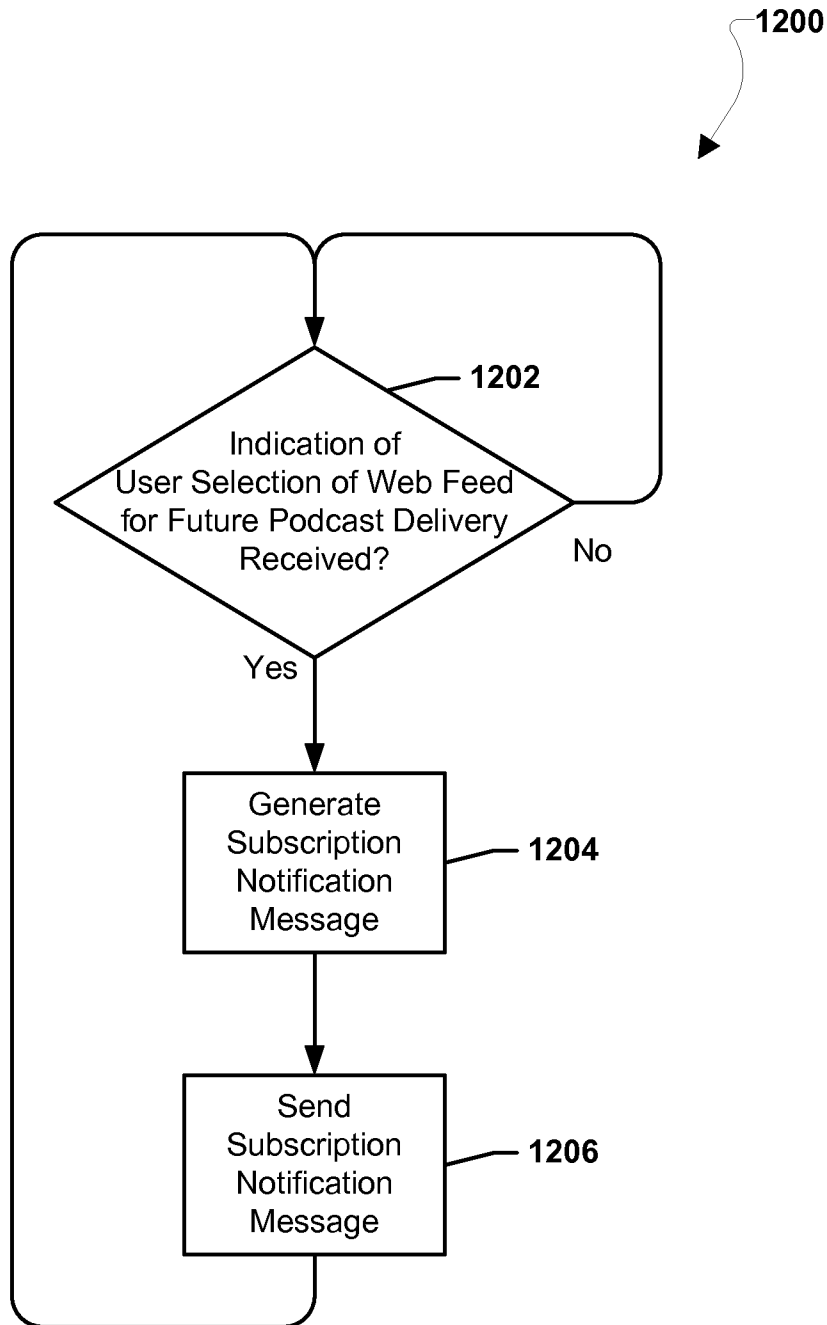 1200
1202
Indication of
User Selection of Web Feed
for Future Podcast Delivery
Received?
No
Yes
Generate
Subscription
Notification
Message
1204
Send
Subscription
Notification
Message
1206